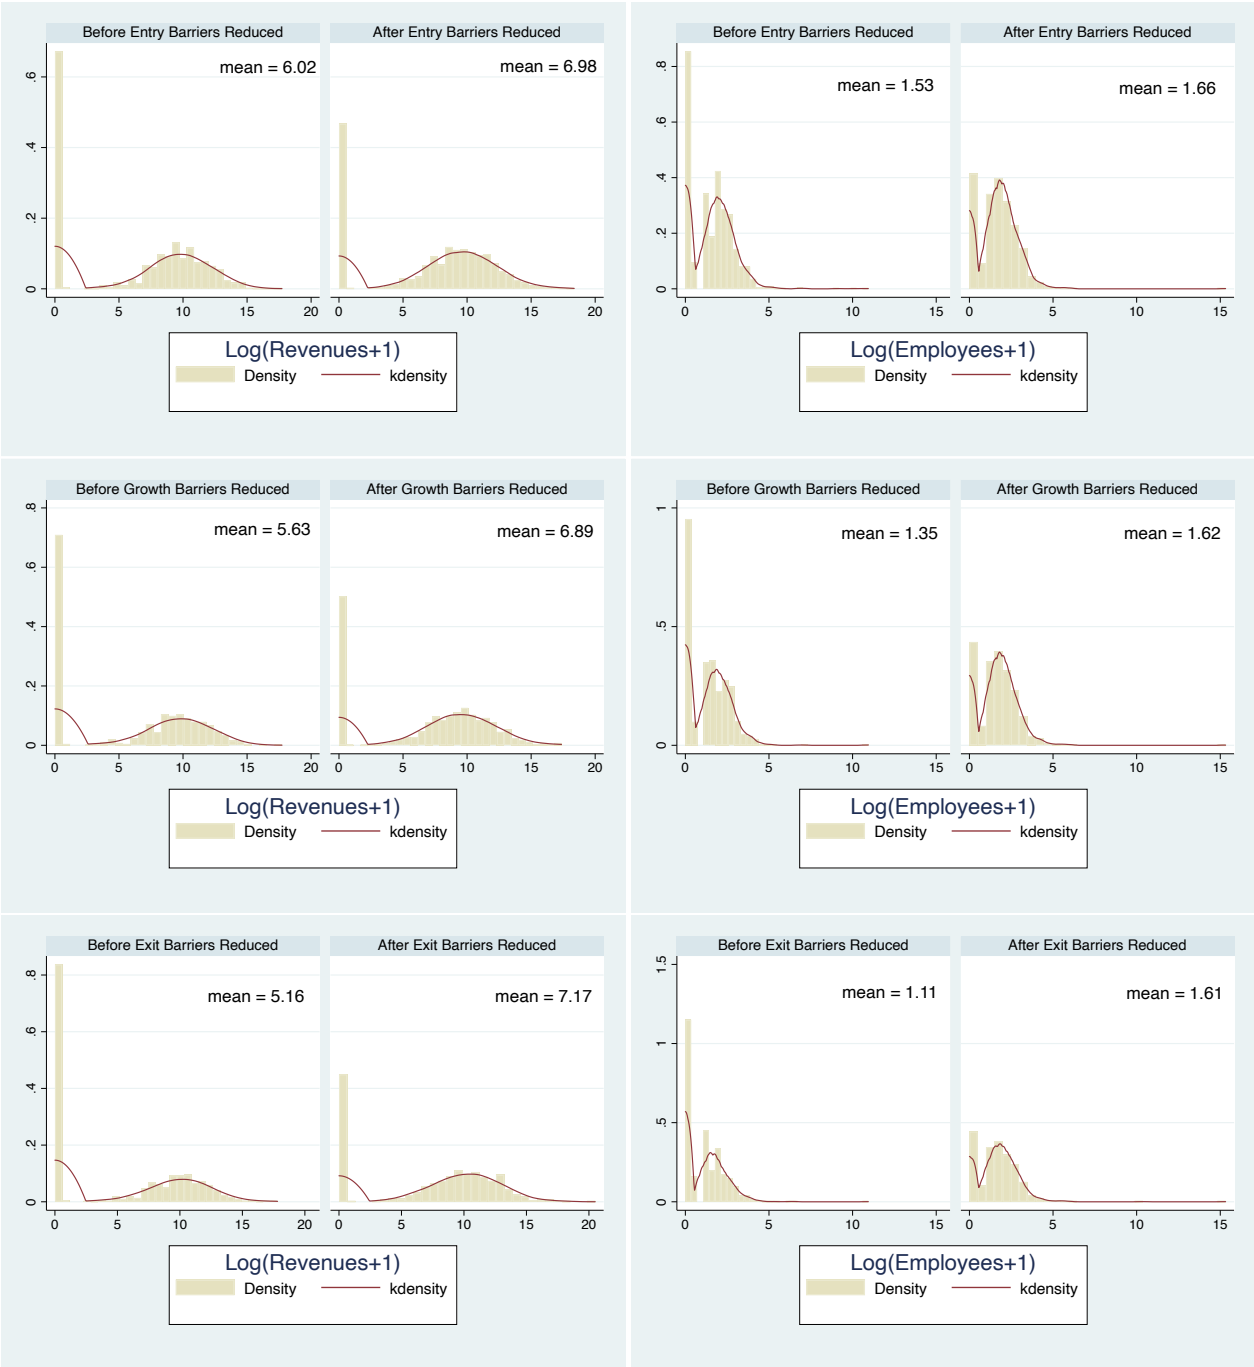 Before Entry Barriers Reduced
After Entry Barriers Reduced
mean = 6.02
mean = 6.98
0 .2 .4 .6
0 5 10 15 20
0 5 10 15 20
Log(Revenues+1)
Density kdensity
Before Entry Barriers Reduced
After Entry Barriers Reduced
mean = 1.53
mean = 1.66
0 .2 .4 .6 .8
0 5 10 15
0 5 10 15
Log(Employees+1)
Density kdensity
Before Growth Barriers Reduced
After Growth Barriers Reduced
mean = 5.63
mean = 6.89
0 .2 .4 .6 .8
0 5 10 15 20
0 5 10 15 20
Log(Revenues+1)
Density kdensity
Before Growth Barriers Reduced
After Growth Barriers Reduced
mean = 1.35
mean = 1.62
0 .5 1
0 5 10 15
0 5 10 15
Log(Employees+1)
Density kdensity
Before Exit Barriers Reduced
After Exit Barriers Reduced
mean = 5.16
mean = 7.17
0 .2 .4 .6 .8
0 5 10 15 20
0 5 10 15 20
Log(Revenues+1)
Density kdensity
Before Exit Barriers Reduced
After Exit Barriers Reduced
mean = 1.11
mean = 1.61
0 .5 1 1.5
0 5 10 15
0 5 10 15
Log(Employees+1)
Density kdensity